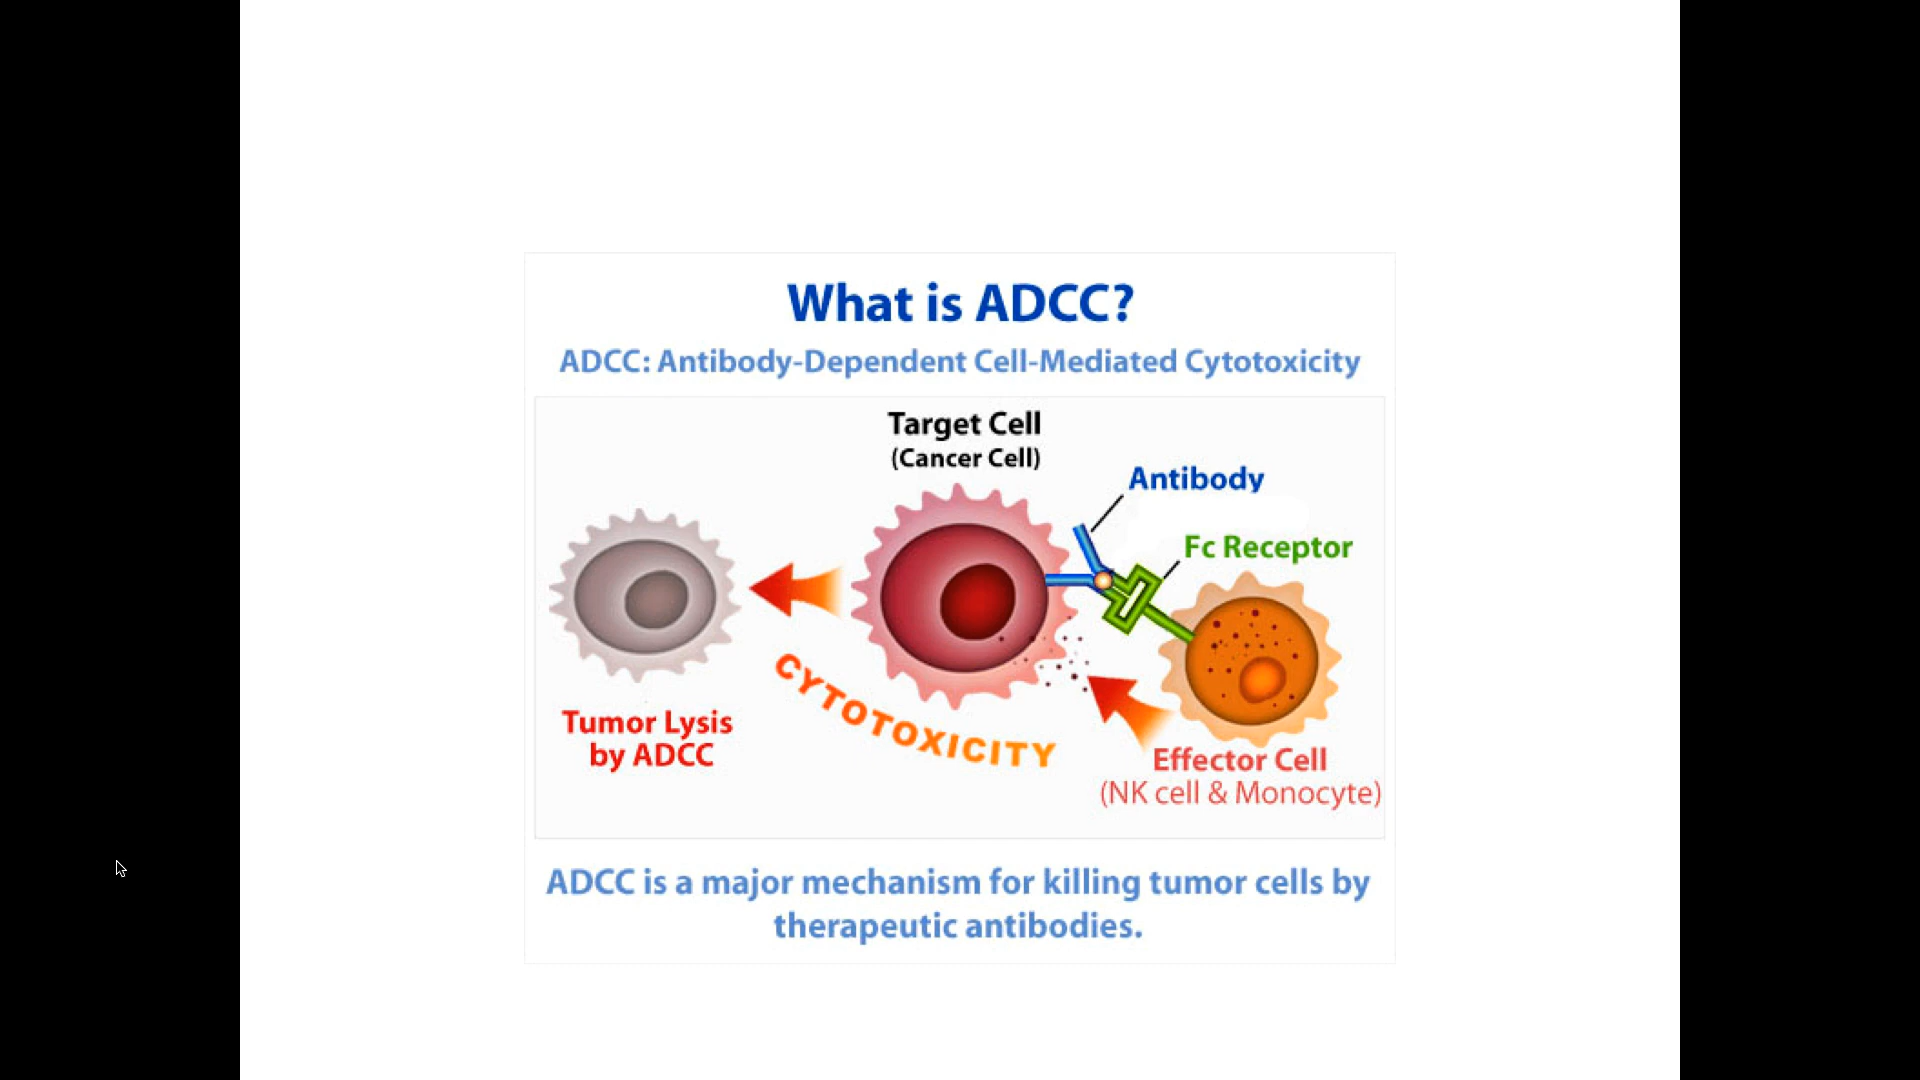 What is ADCC?
ADCC: Antibody-Dependent Cell-Mediated Cytotoxicity
Target Cell
(Cancer Cell)
Antibody
Fc Receptor
CYTOTOXICITY
Tumor Lysis
by ADCC
Effector Cell
(NK cell & Monocyte)
ADCC is a major mechanism for killing tumor cells by
therapeutic antibodies.